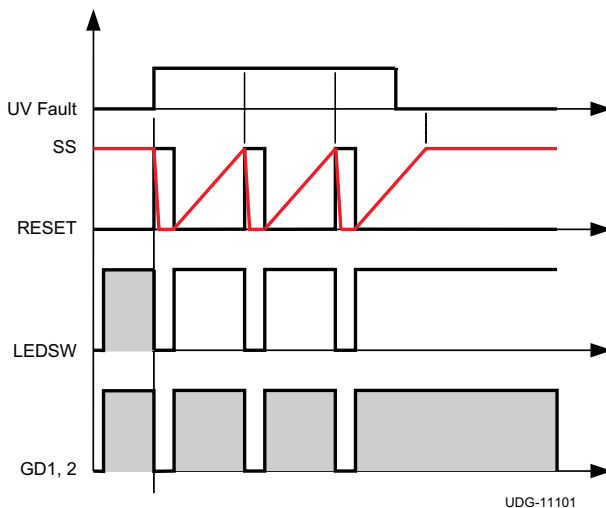 UV Fault
SS
RESET
LEDSW
GD1, 2
UDG-11101